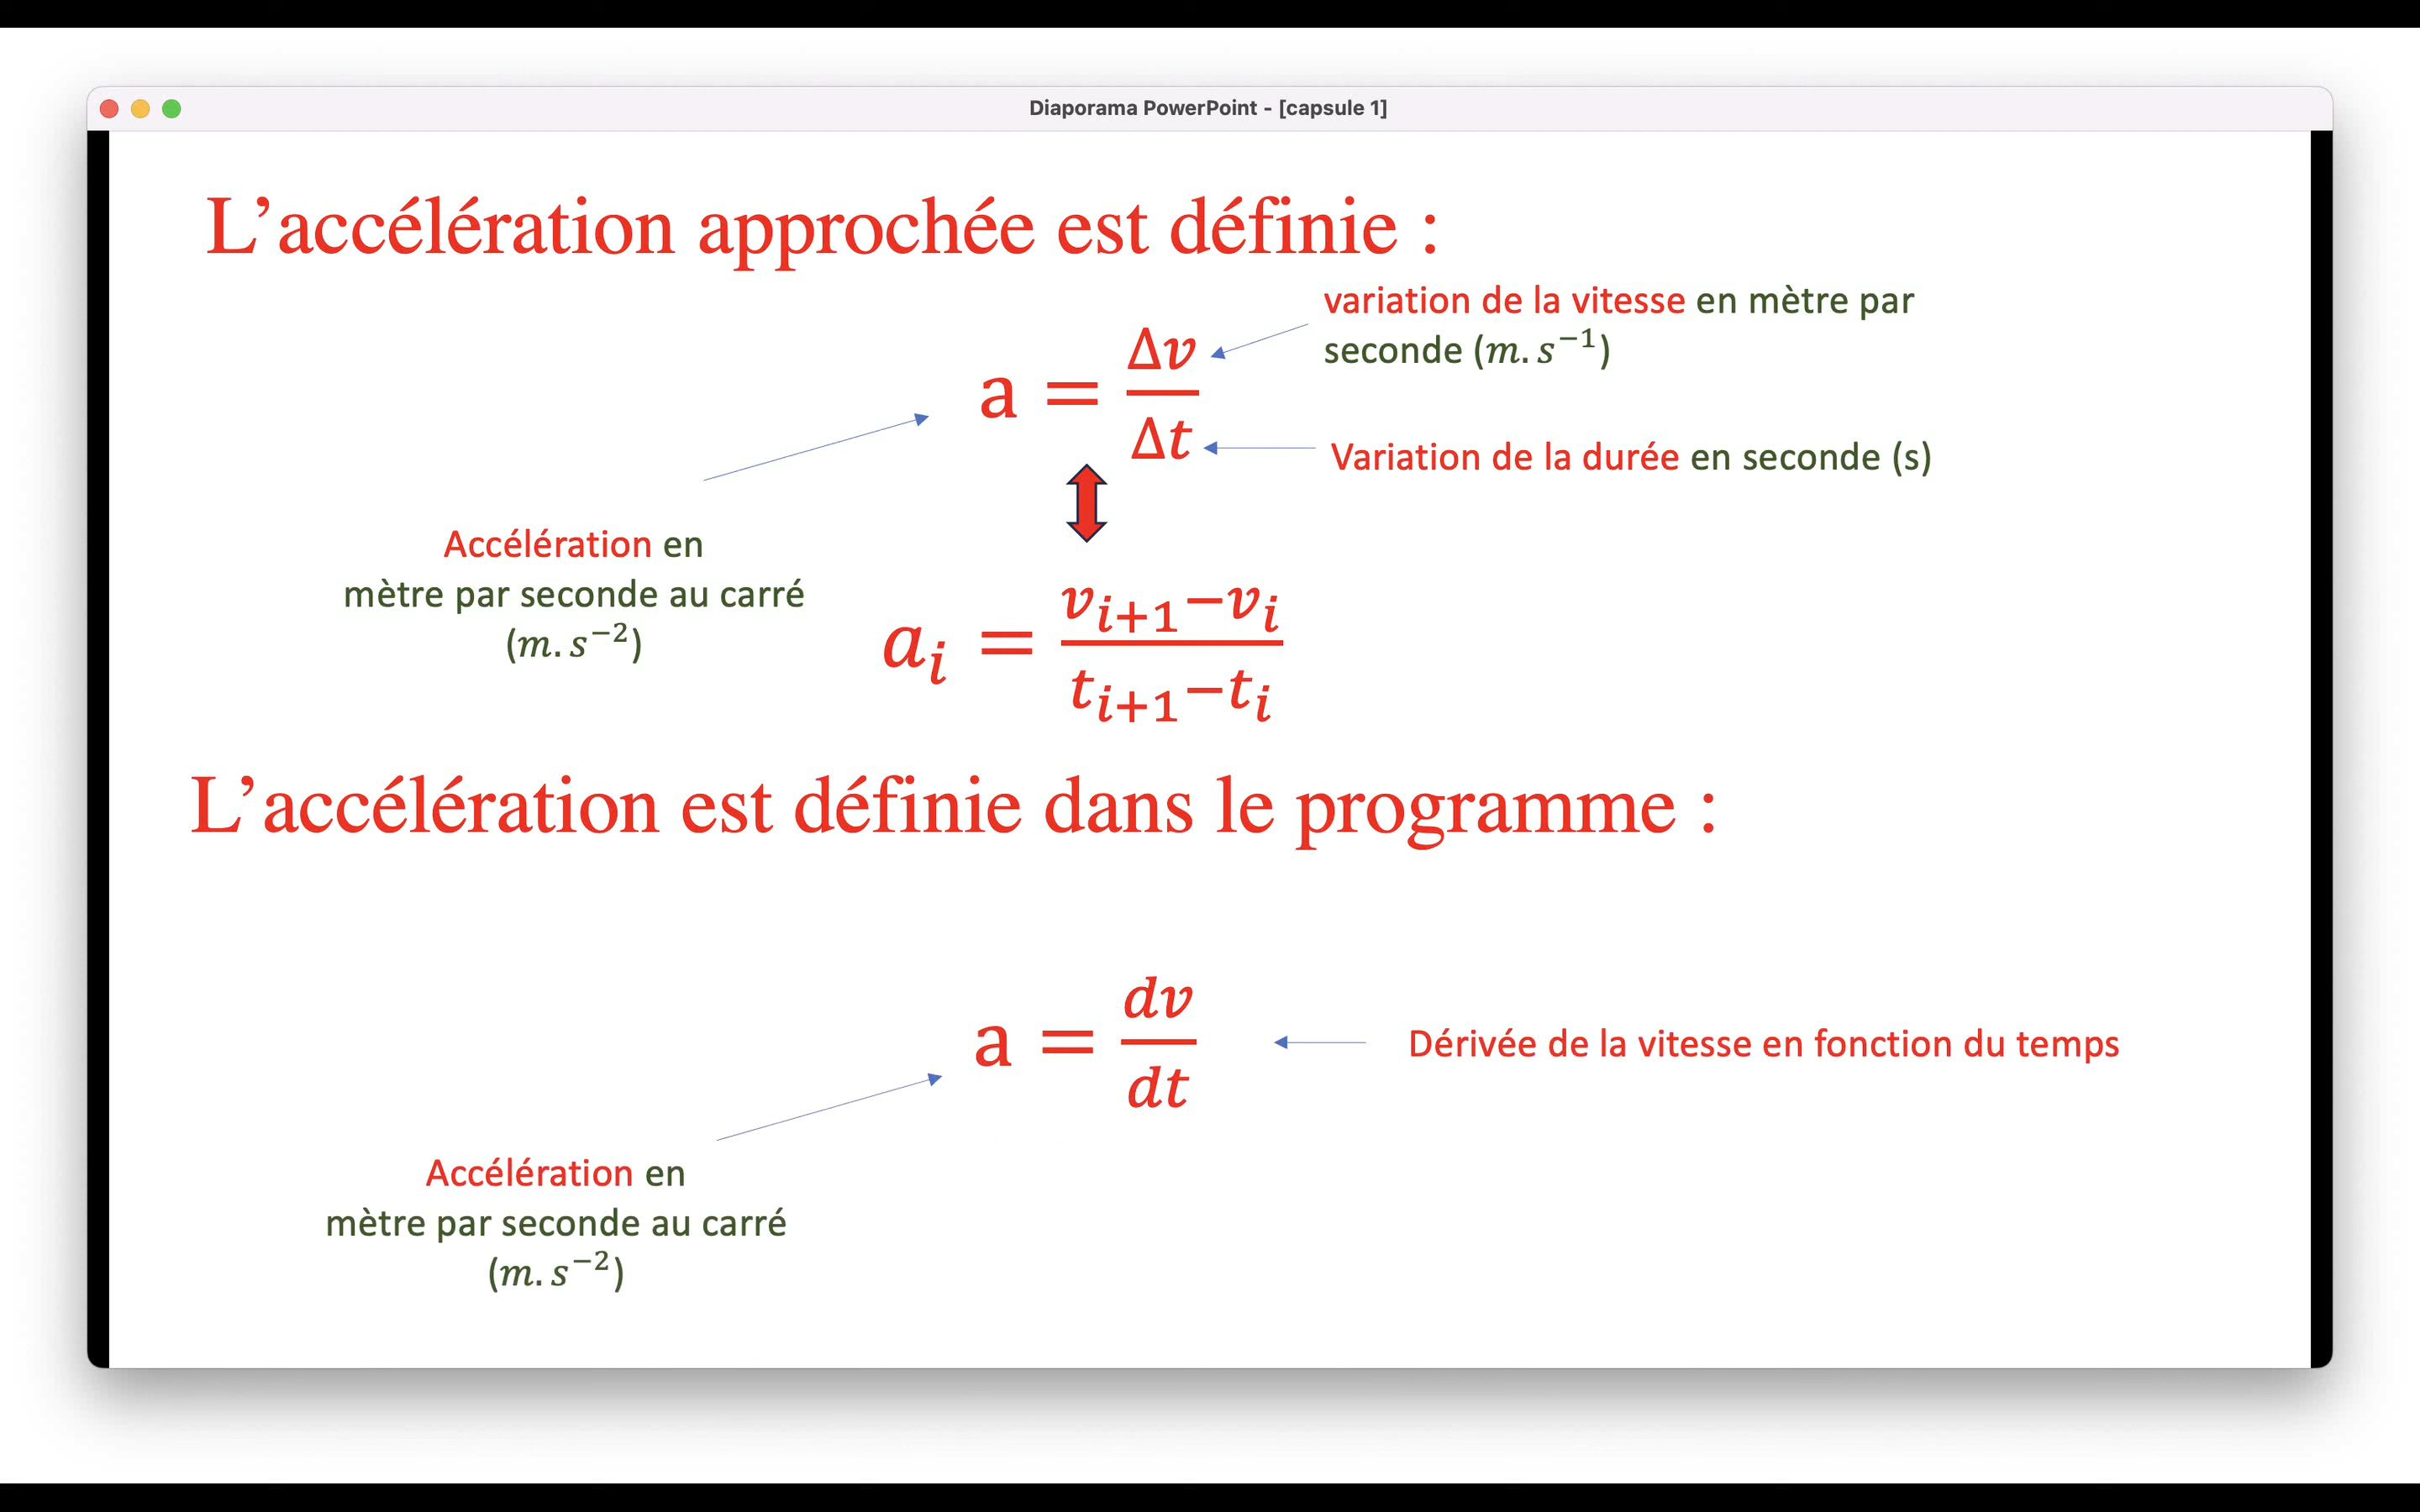 Diaporama PowerPoint - [capsule 1]
L’accélération approchée est définie :
variation de la vitesse en mètre par
seconde (m. s⁻¹)
a = Δv / Δt
Variation de la durée en seconde (s)
Accélération en
mètre par seconde au carré
(m. s⁻²)
aᵢ = (vᵢ₊₁−vᵢ) / (tᵢ₊₁−tᵢ)
L’accélération est définie dans le programme :
a = dv / dt
Dérivée de la vitesse en fonction du temps
Accélération en
mètre par seconde au carré
(m. s⁻²)